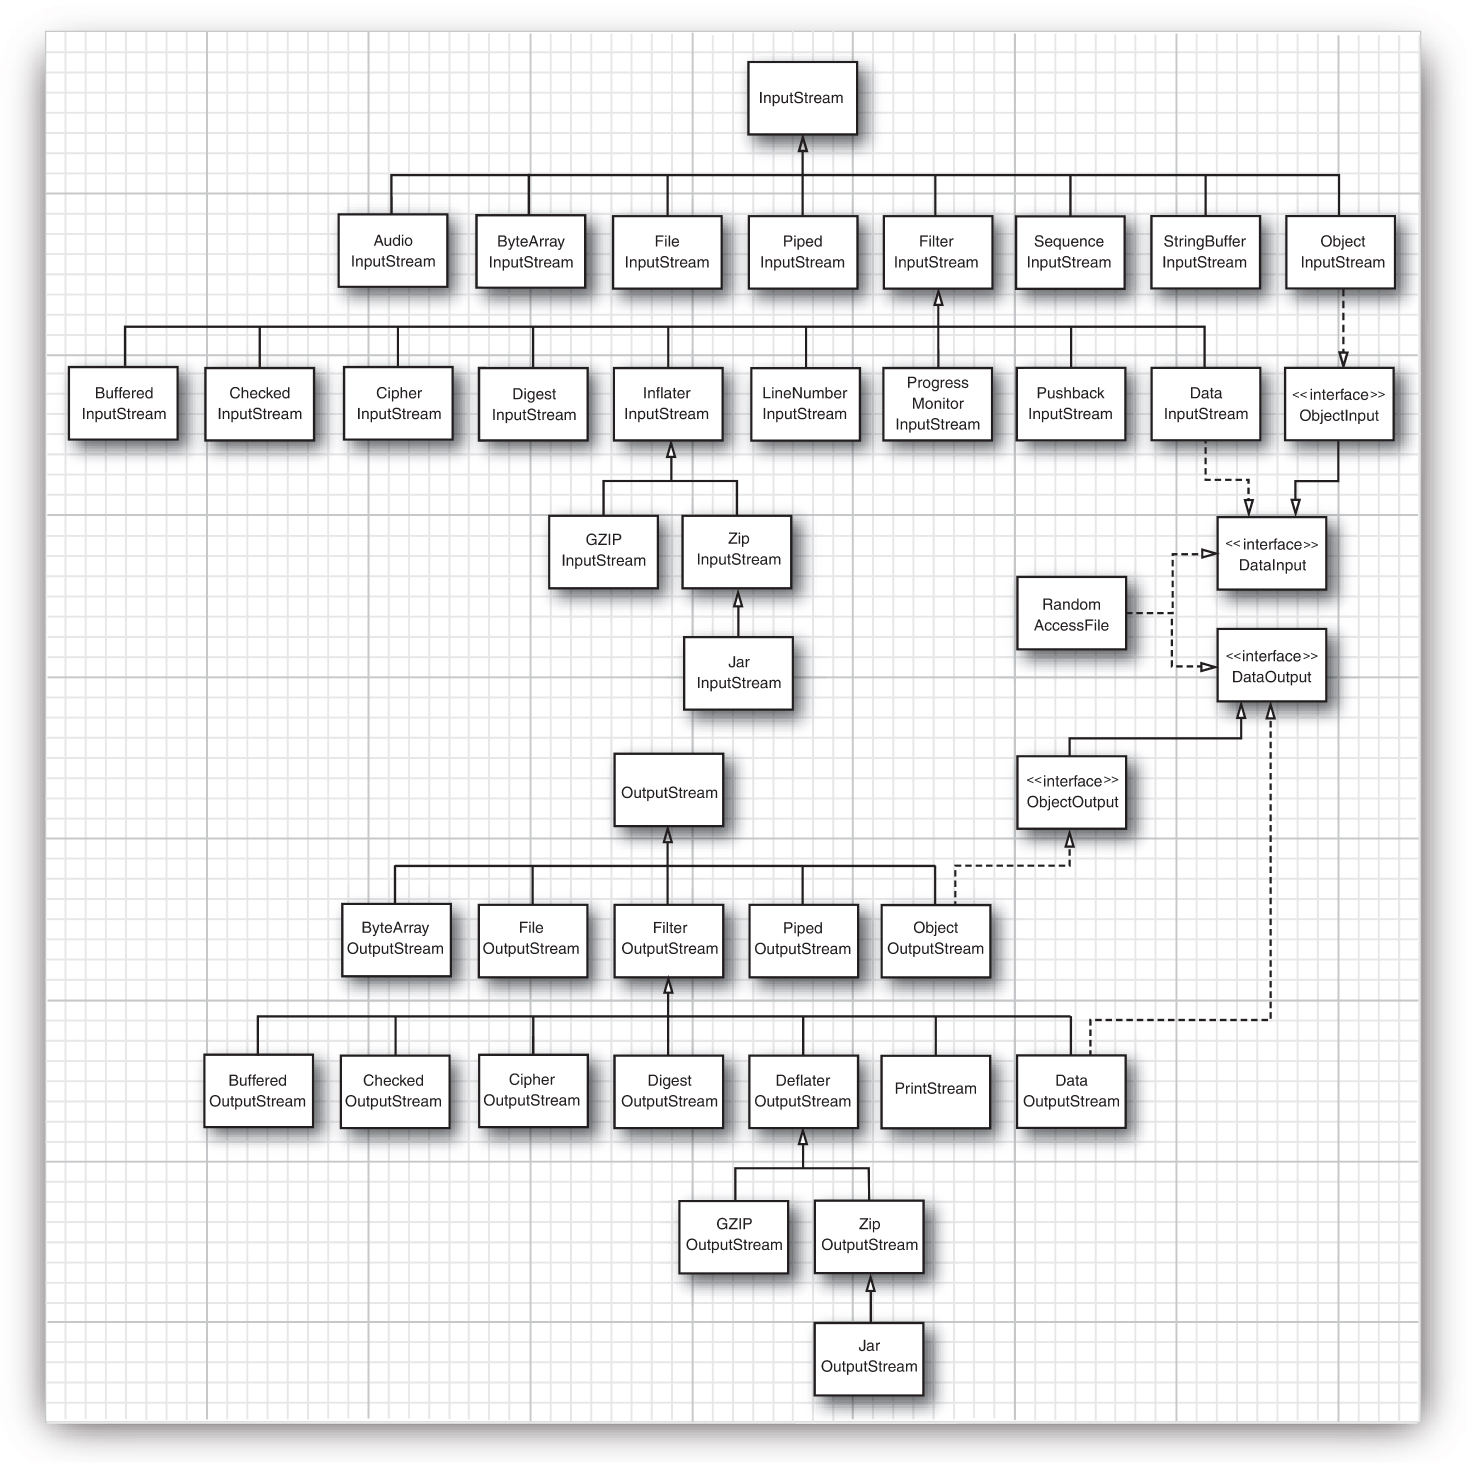 InputStream
Audio
InputStream
ByteArray
InputStream
File
InputStream
Piped
InputStream
Filter
InputStream
Sequence
InputStream
StringBuffer
InputStream
Object
InputStream
Buffered
InputStream
Checked
InputStream
Cipher
InputStream
Digest
InputStream
Inflater
InputStream
LineNumber
InputStream
Progress
Monitor
InputStream
Pushback
InputStream
Data
InputStream
<<interface>>
ObjectInput
GZIP
InputStream
Zip
InputStream
<<interface>>
DataInput
Random
AccessFile
Jar
InputStream
<<interface>>
DataOutput
OutputStream
<<interface>>
ObjectOutput
ByteArray
OutputStream
File
OutputStream
Filter
OutputStream
Piped
OutputStream
Object
OutputStream
Buffered
OutputStream
Checked
OutputStream
Cipher
OutputStream
Digest
OutputStream
Deflater
OutputStream
PrintStream
Data
OutputStream
GZIP
OutputStream
Zip
OutputStream
Jar
OutputStream